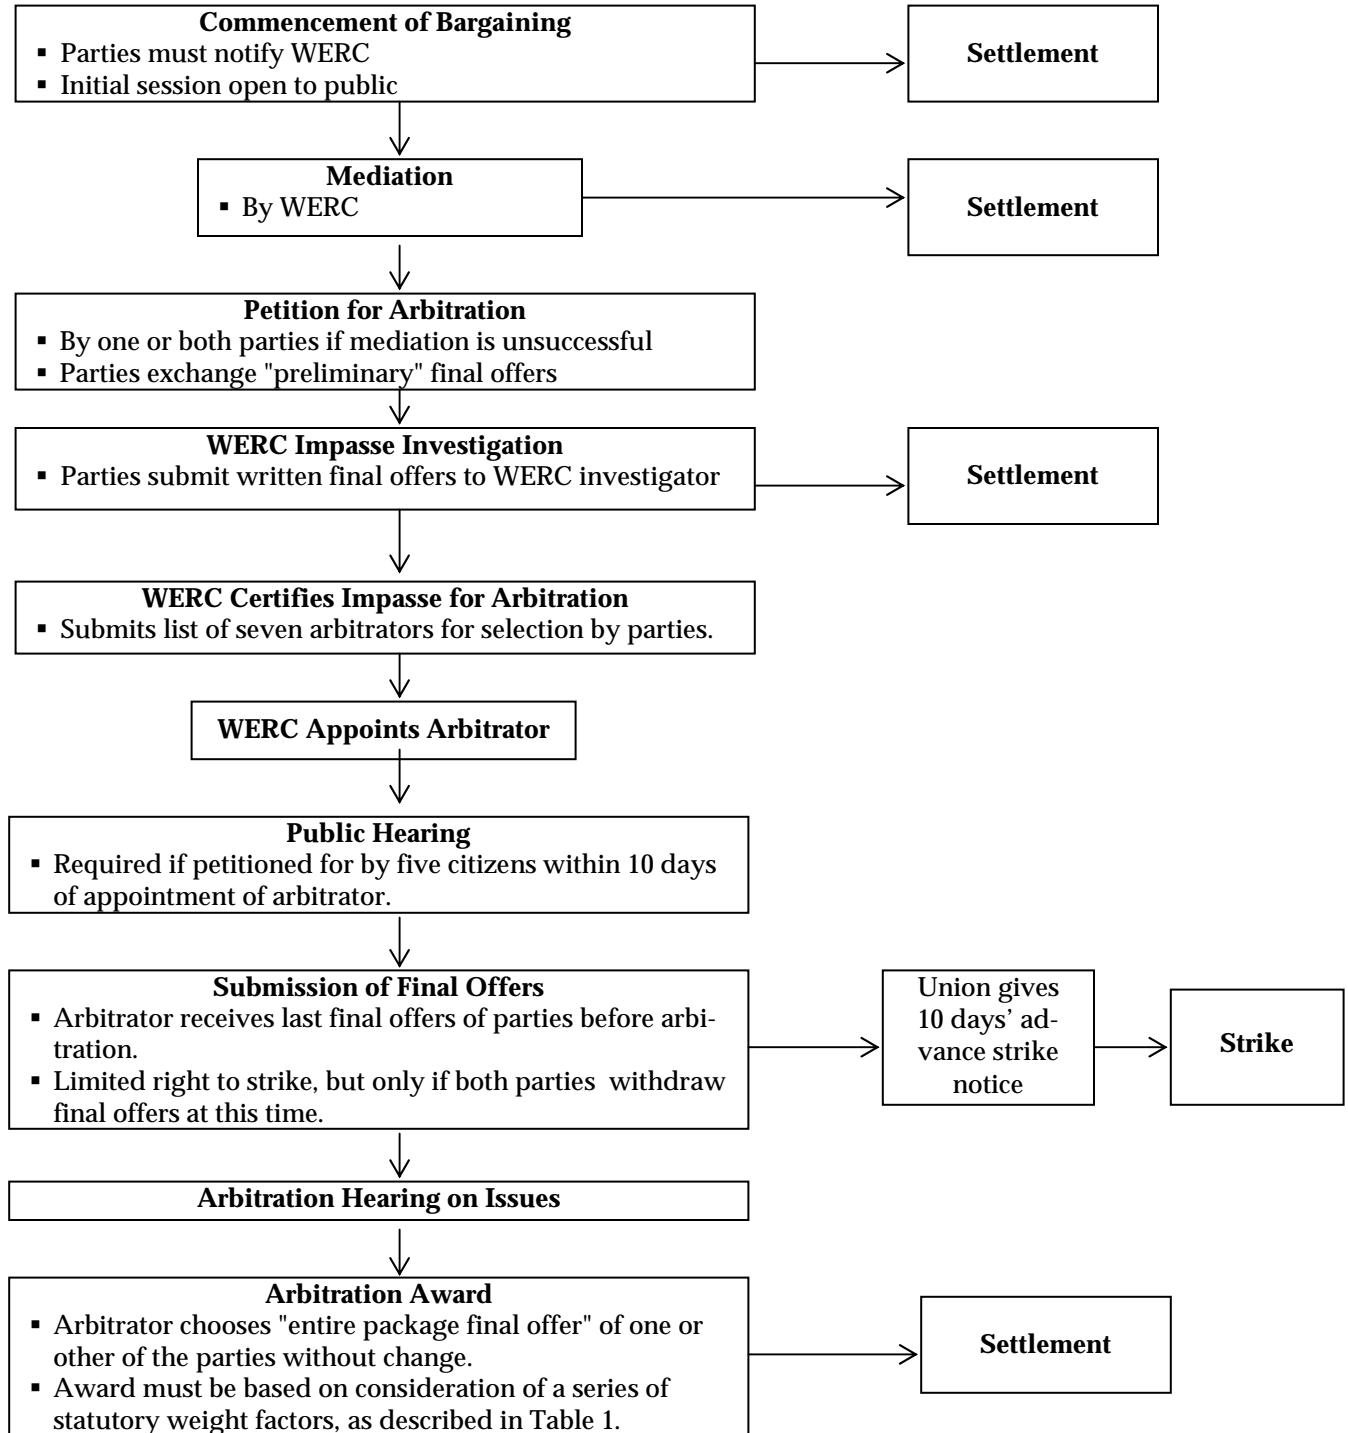 Commencement of Bargaining
▪ Parties must notify WERC
▪ Initial session open to public
Settlement
Mediation
▪ By WERC
Settlement
Petition for Arbitration
▪ By one or both parties if mediation is unsuccessful
▪ Parties exchange "preliminary" final offers
WERC Impasse Investigation
▪ Parties submit written final offers to WERC investigator
Settlement
WERC Certifies Impasse for Arbitration
▪ Submits list of seven arbitrators for selection by parties.
WERC Appoints Arbitrator
Public Hearing
▪ Required if petitioned for by five citizens within 10 days
of appointment of arbitrator.
Submission of Final Offers
▪ Arbitrator receives last final offers of parties before arbi-
tration.
▪ Limited right to strike, but only if both parties withdraw
final offers at this time.
Union gives
10 days’ ad-
vance strike
notice
Strike
Arbitration Hearing on Issues
Arbitration Award
▪ Arbitrator chooses "entire package final offer" of one or
other of the parties without change.
▪ Award must be based on consideration of a series of
statutory weight factors, as described in Table 1.
Settlement